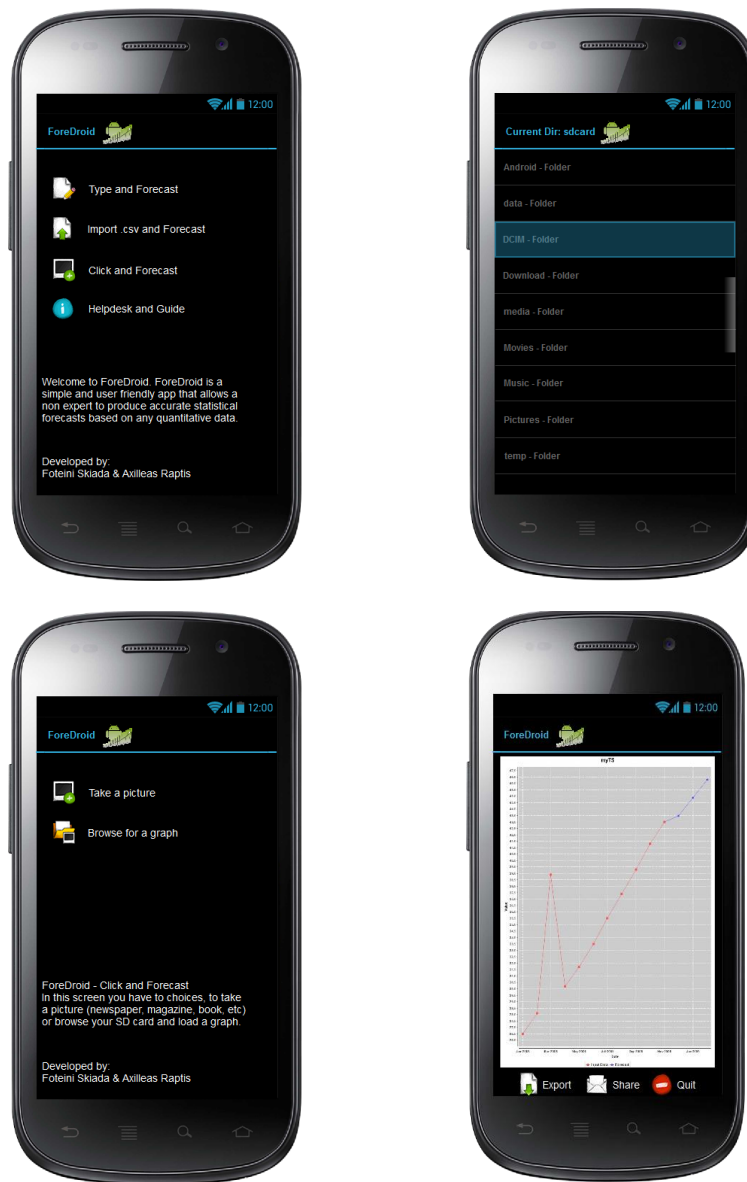 12:00
ForeDroid
Type and Forecast
Import .csv and Forecast
Click and Forecast
Helpdesk and Guide
Welcome to ForeDroid. ForeDroid is a
simple and user friendly app that allows a
non expert to produce accurate statistical
forecasts based on any quantitative data.
Developed by:
Foteini Skiada & Axilleas Raptis
12:00
Current Dir: sdcard
Android - Folder
data - Folder
DCIM - Folder
Download - Folder
media - Folder
Movies - Folder
Music - Folder
Pictures - Folder
temp - Folder
12:00
ForeDroid
Take a picture
Browse for a graph
ForeDroid - Click and Forecast
In this screen you have to choices, to take
a picture (newspaper, magazine, book, etc)
or browse your SD card and load a graph.
Developed by:
Foteini Skiada & Axilleas Raptis
12:00
ForeDroid
myTS
Export
Share
Quit